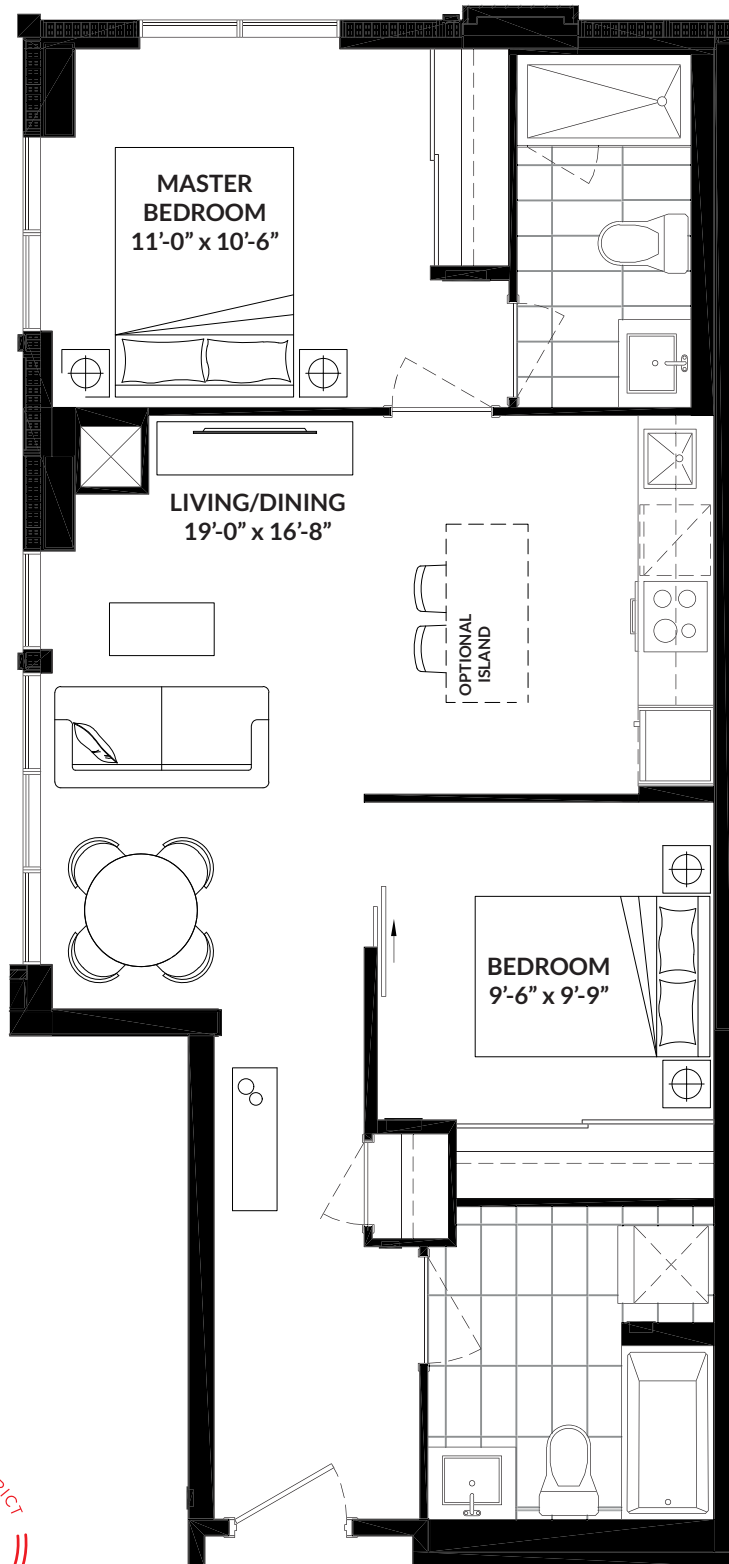 MASTER
BEDROOM
11’-0” x 10’-6”
LIVING/DINING
19’-0” x 16’-8”
OPTIONAL
ISLAND
BEDROOM
9’-6” x 9’-9”